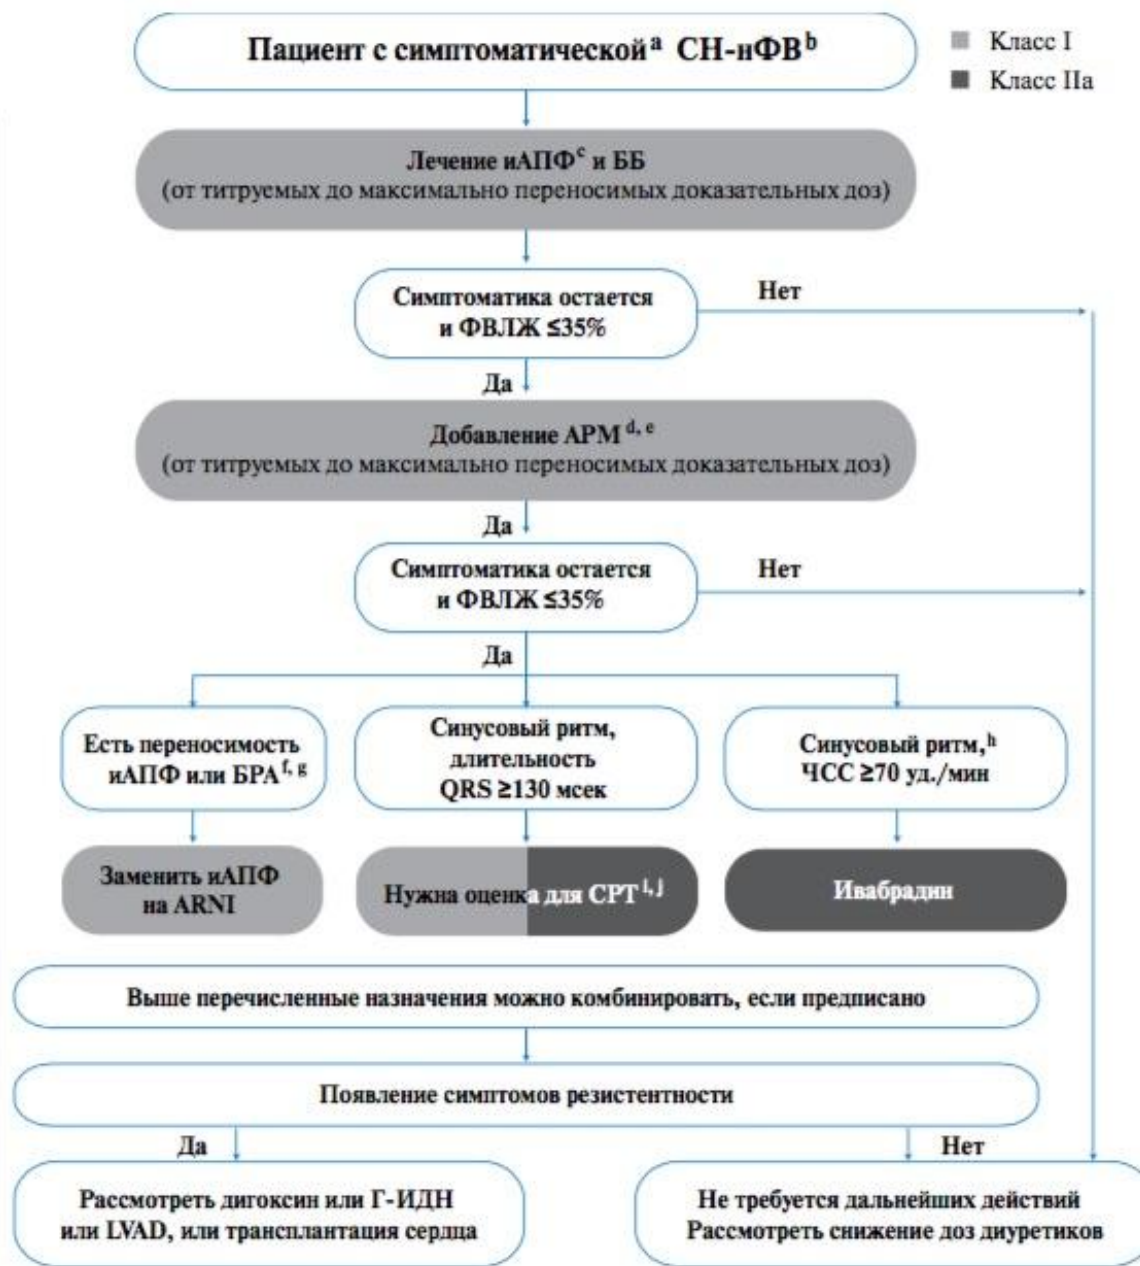 Пациент с симптоматической a СН-нФВ b
Класс I
Класс IIa
Лечение иАПФ c и ББ
(от титруемых до максимально переносимых доказательных доз)
Симптоматика остается
и ФВЛЖ ≤35%
Нет
Да
Добавление АРМ d, e
(от титруемых до максимально переносимых доказательных доз)
Да
Симптоматика остается
и ФВЛЖ ≤35%
Нет
Да
Есть переносимость
иАПФ или БРА f, g
Синусовый ритм,
длительность
QRS ≥130 мсек
Синусовый ритм, h
ЧСС ≥70 уд./мин
Заменить иАПФ
на ARNI
Нужна оценка для СРТ i, j
Ивабрадин
Выше перечисленные назначения можно комбинировать, если предписано
Появление симптомов резистентности
Да
Нет
Рассмотреть дигоксин или Г-ИДН
или LVAD, или трансплантация сердца
Не требуется дальнейших действий
Рассмотреть снижение доз диуретиков